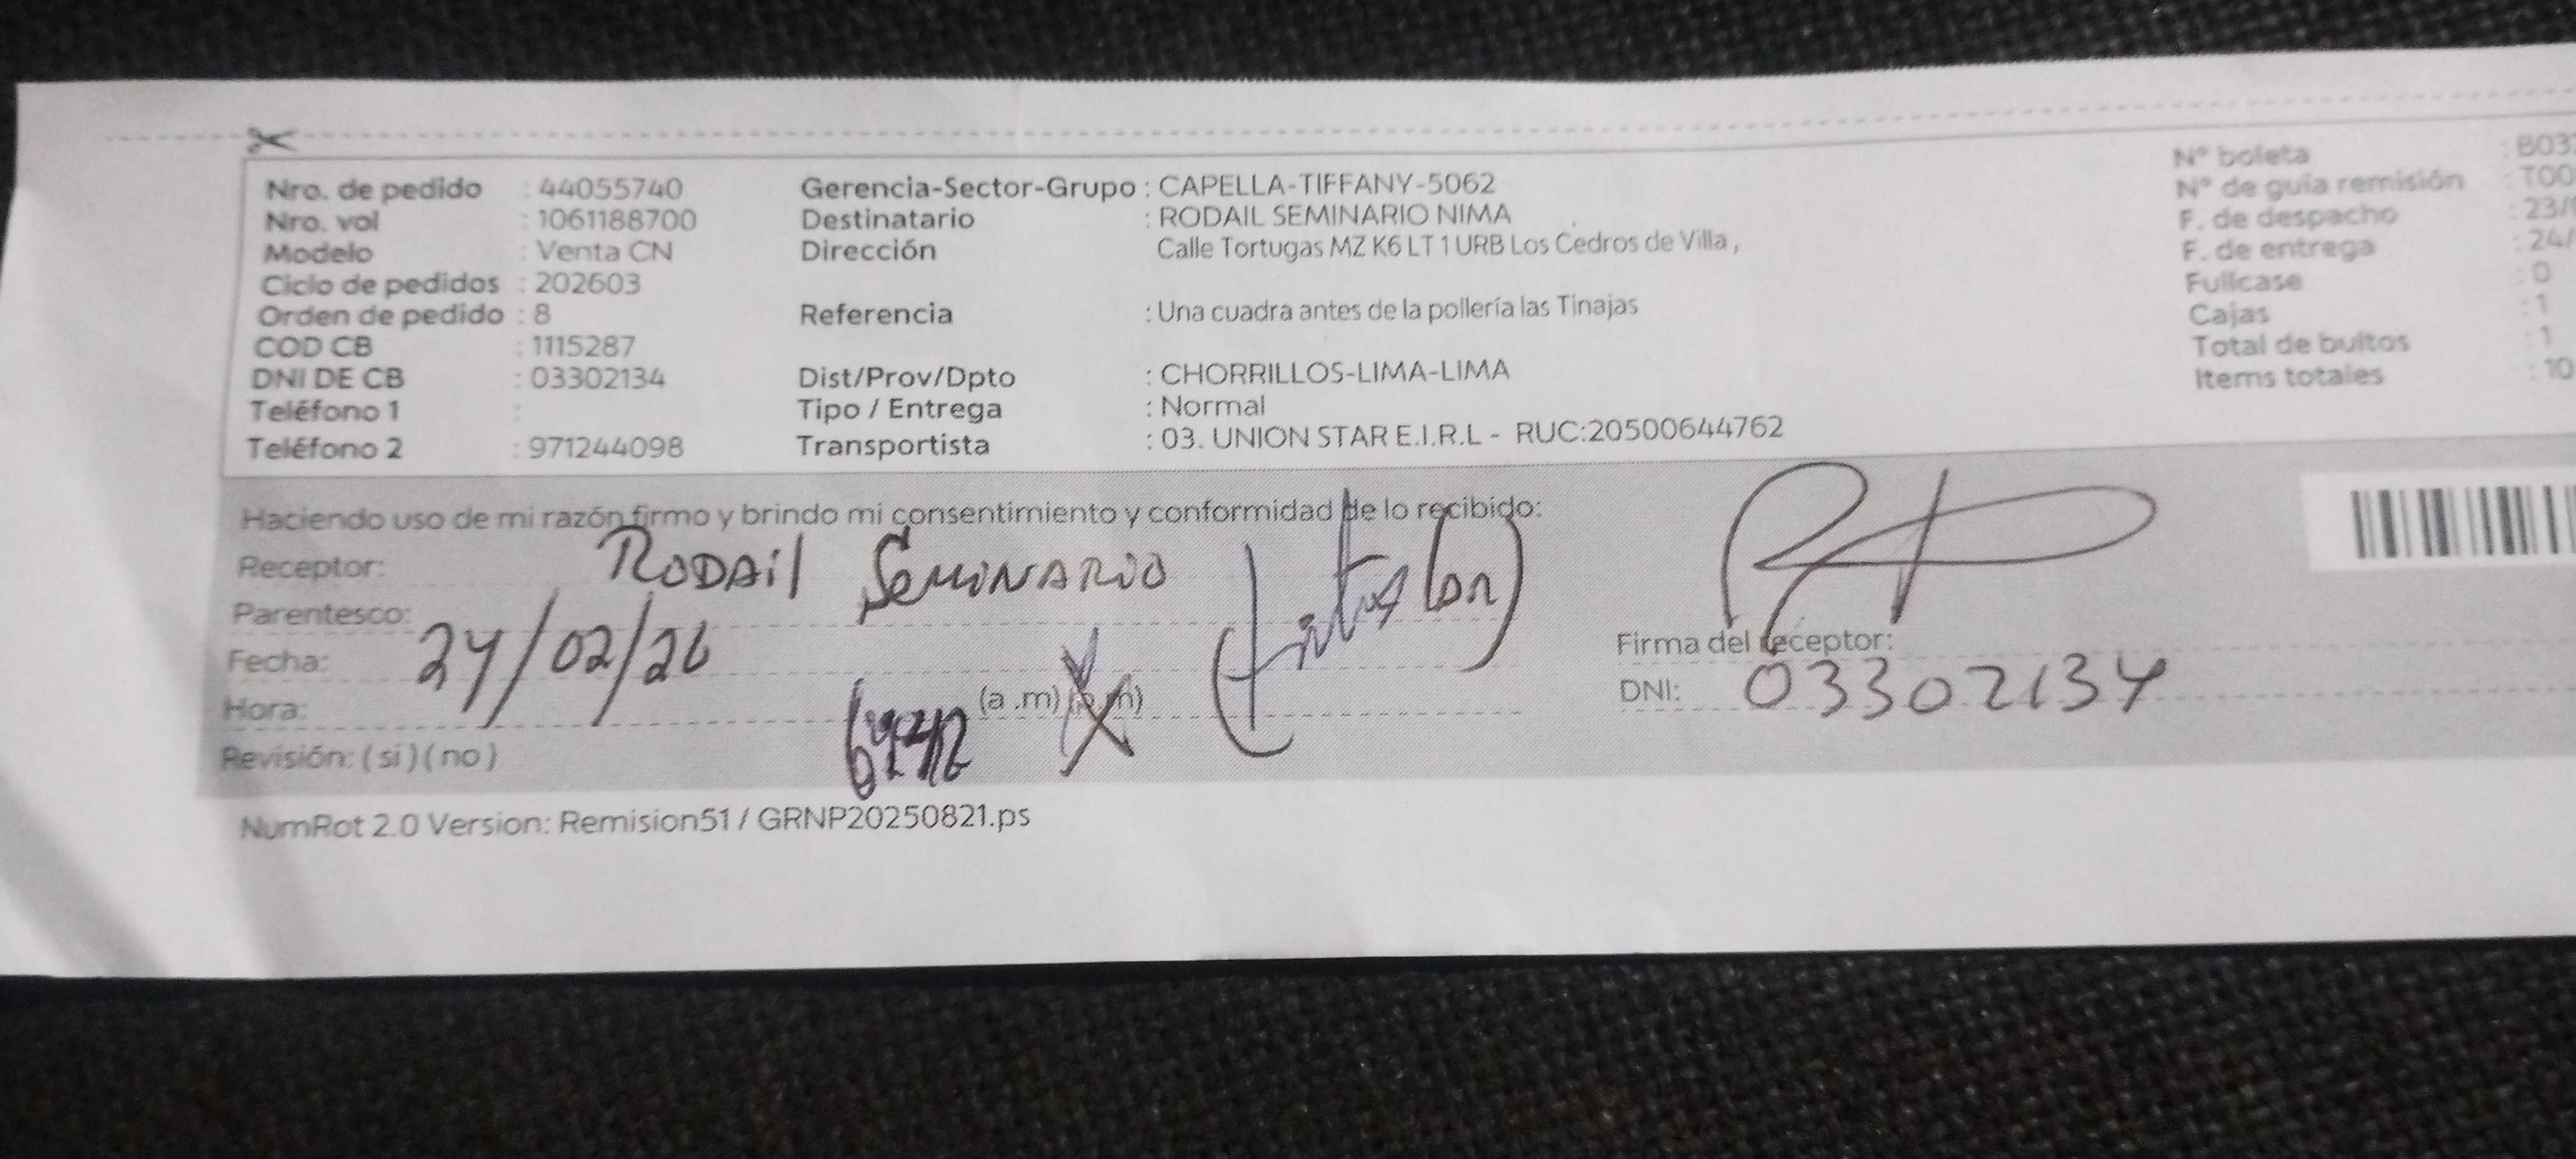 Nro. de pedido : 44055740
Nro. vol : 1061188700
Modelo : Venta CN
Ciclo de pedidos : 202603
Orden de pedido : 8
COD CB : 1115287
DNI DE CB : 03302134
Teléfono 1 :
Teléfono 2 : 971244098
Gerencia-Sector-Grupo : CAPELLA-TIFFANY-5062
Destinatario : RODAIL SEMINARIO NIMA
Dirección Calle Tortugas MZ K6 LT 1 URB Los Cedros de Villa ,
Referencia : Una cuadra antes de la pollería las Tinajas
Dist/Prov/Dpto : CHORRILLOS-LIMA-LIMA
Tipo / Entrega : Normal
Transportista : 03. UNION STAR E.I.R.L - RUC:20500644762
N° boleta : B03
N° de guía remisión : T00
F. de despacho : 23/
F. de entrega : 24/
Fullcase : 0
Cajas : 1
Total de bultos : 1
Items totales : 10
Haciendo uso de mi razón firmo y brindo mi consentimiento y conformidad de lo recibido:
Receptor: RODAil SEMINARIO
Parentesco:
Fecha: 24/02/26
Hora: (a .m) (p.m)
Revisión: ( si ) ( no )
Firma del receptor:
DNI: 03302134
NumRot 2.0 Version: Remision51 / GRNP20250821.ps